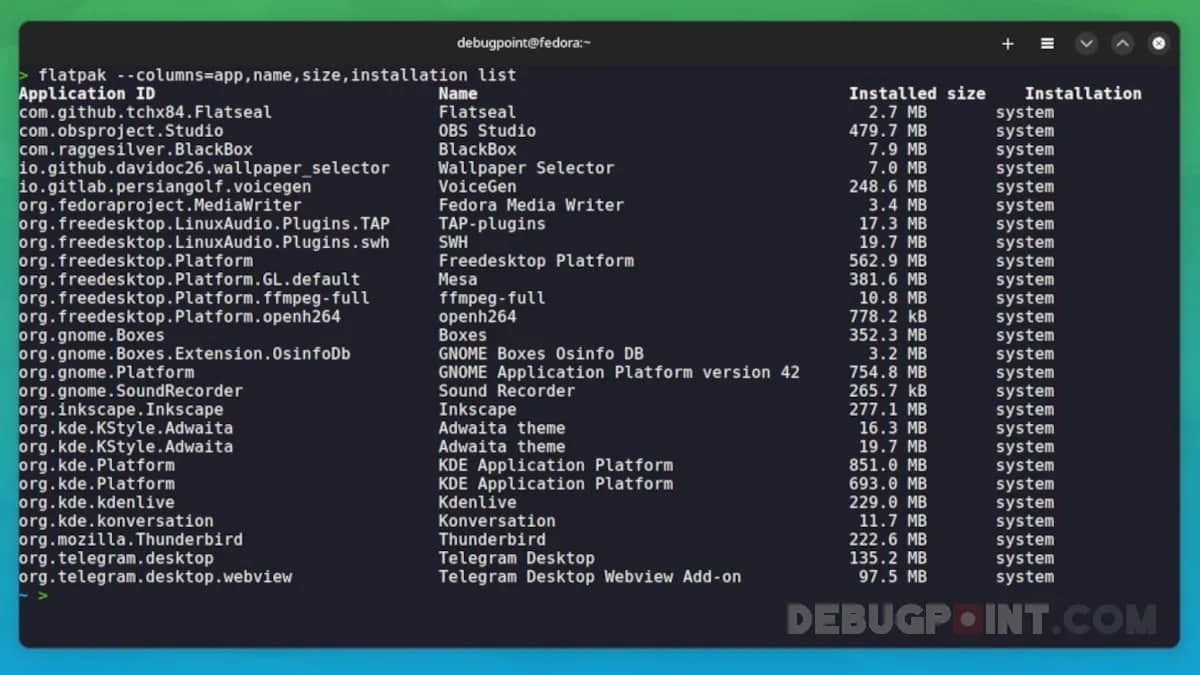 debugpoint@fedora:~
> flatpak --columns=app,name,size,installation list
Application ID Name Installed size Installation
com.github.tchx84.Flatseal Flatseal 2.7 MB system
com.obsproject.Studio OBS Studio 479.7 MB system
com.raggesilver.BlackBox BlackBox 7.9 MB system
io.github.davidoc26.wallpaper_selector Wallpaper Selector 7.0 MB system
io.gitlab.persiangolf.voicegen VoiceGen 248.6 MB system
org.fedoraproject.MediaWriter Fedora Media Writer 3.4 MB system
org.freedesktop.LinuxAudio.Plugins.TAP TAP-plugins 17.3 MB system
org.freedesktop.LinuxAudio.Plugins.swh SWH 19.7 MB system
org.freedesktop.Platform Freedesktop Platform 562.9 MB system
org.freedesktop.Platform.GL.default Mesa 381.6 MB system
org.freedesktop.Platform.ffmpeg-full ffmpeg-full 10.8 MB system
org.freedesktop.Platform.openh264 openh264 778.2 kB system
org.gnome.Boxes Boxes 352.3 MB system
org.gnome.Boxes.Extension.OsinfoDb GNOME Boxes Osinfo DB 3.2 MB system
org.gnome.Platform GNOME Application Platform version 42 754.8 MB system
org.gnome.SoundRecorder Sound Recorder 265.7 kB system
org.inkscape.Inkscape Inkscape 277.1 MB system
org.kde.KStyle.Adwaita Adwaita theme 16.3 MB system
org.kde.KStyle.Adwaita Adwaita theme 19.7 MB system
org.kde.Platform KDE Application Platform 851.0 MB system
org.kde.Platform KDE Application Platform 693.0 MB system
org.kde.kdenlive Kdenlive 229.0 MB system
org.kde.konversation Konversation 11.7 MB system
org.mozilla.Thunderbird Thunderbird 222.6 MB system
org.telegram.desktop Telegram Desktop 135.2 MB system
org.telegram.desktop.webview Telegram Desktop Webview Add-on 97.5 MB system
~ >
DEBUGPOINT.COM